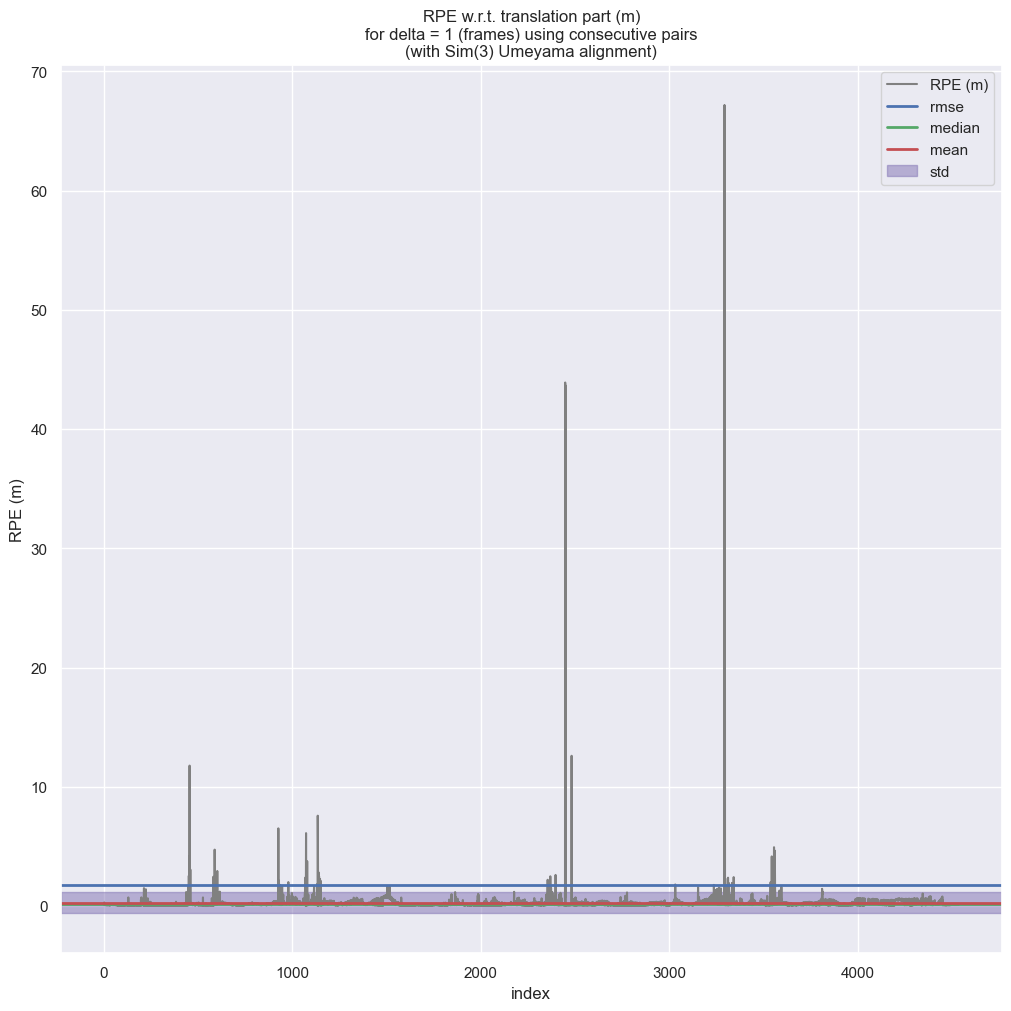 RPE w.r.t. translation part (m)
for delta = 1 (frames) using consecutive pairs
(with Sim(3) Umeyama alignment)
70
60
50
40
30
20
10
0
RPE (m)
RPE (m)
rmse
median
mean
std
0 1000 2000 3000 4000
index